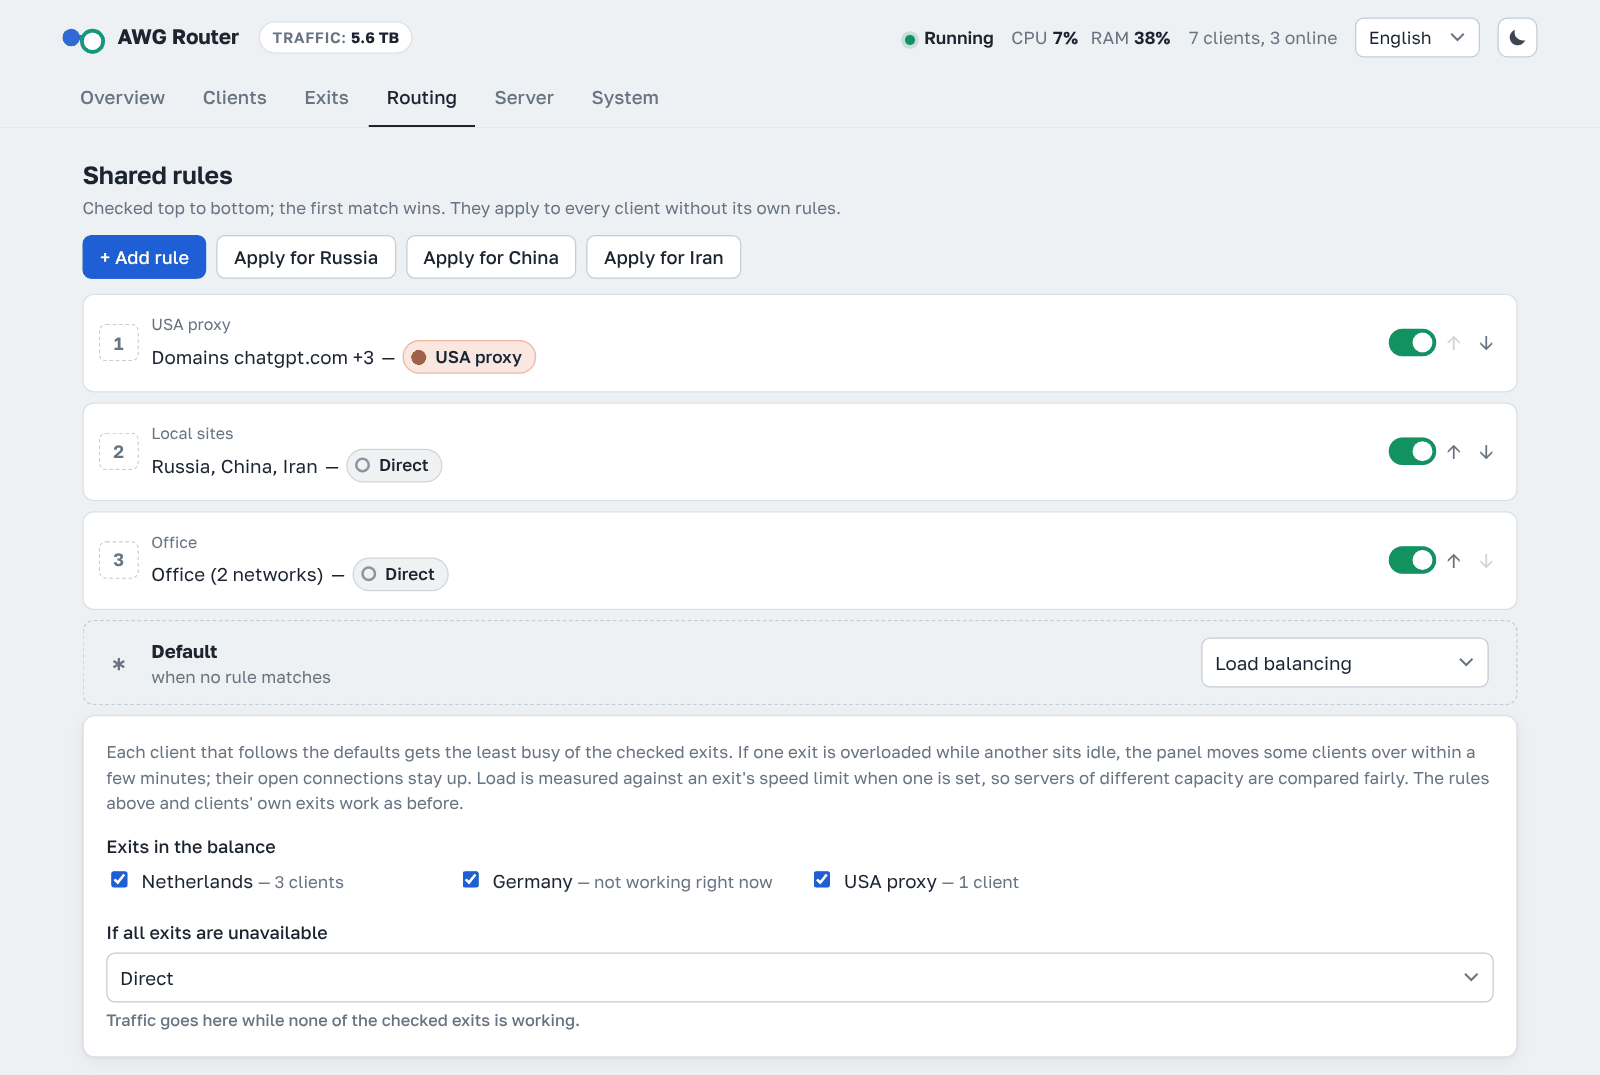 AWG Router
TRAFFIC: 5.6 TB
Running CPU 7% RAM 38% 7 clients, 3 online
English
Overview Clients Exits Routing Server System
Shared rules
Checked top to bottom; the first match wins. They apply to every client without its own rules.
+ Add rule
Apply for Russia
Apply for China
Apply for Iran
1
USA proxy
Domains chatgpt.com +3 — USA proxy
2
Local sites
Russia, China, Iran — Direct
3
Office
Office (2 networks) — Direct
* Default
when no rule matches
Load balancing
Each client that follows the defaults gets the least busy of the checked exits. If one exit is overloaded while another sits idle, the panel moves some clients over within a
few minutes; their open connections stay up. Load is measured against an exit's speed limit when one is set, so servers of different capacity are compared fairly. The rules
above and clients' own exits work as before.
Exits in the balance
Netherlands — 3 clients
Germany — not working right now
USA proxy — 1 client
If all exits are unavailable
Direct
Traffic goes here while none of the checked exits is working.